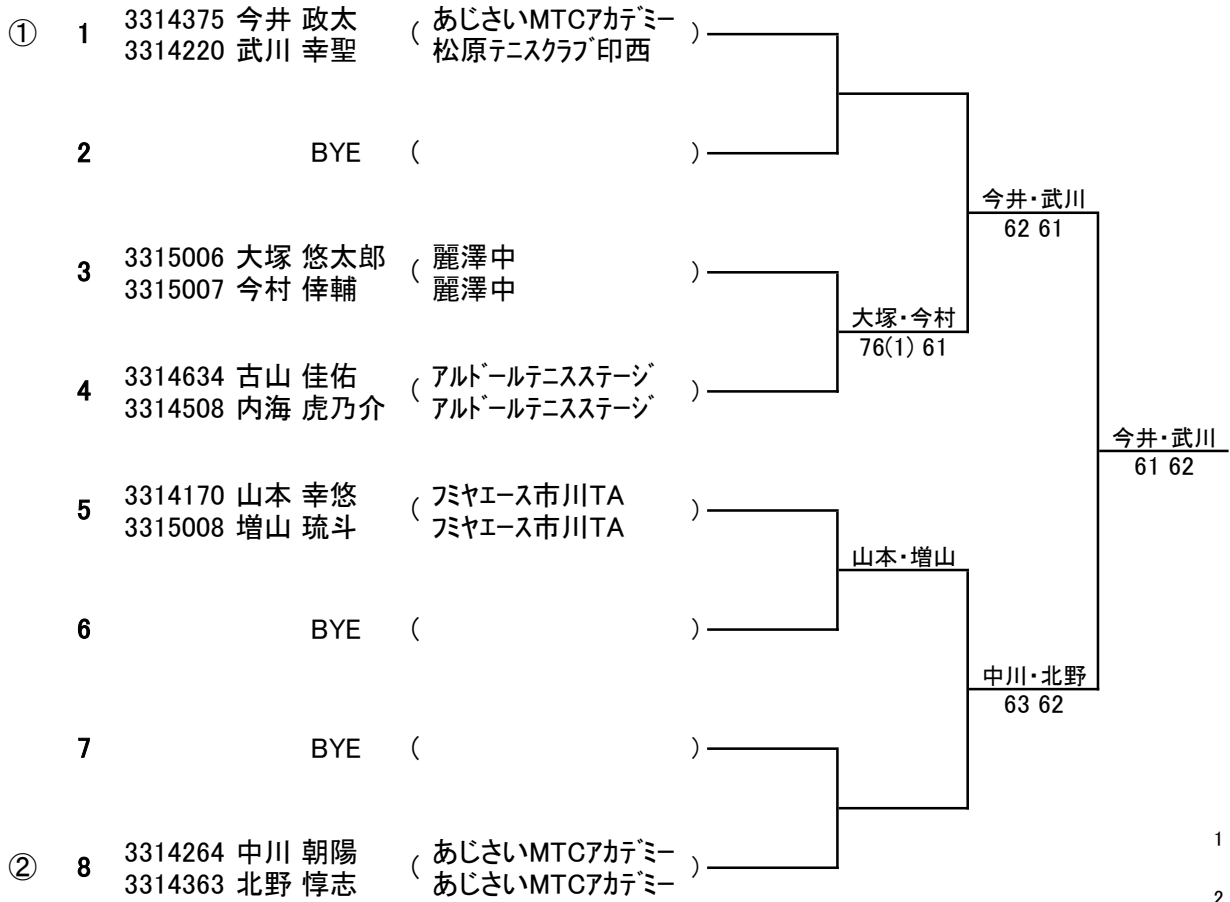 ① 1 3314375 今井 政太 ( あじさいMTCアカデミー )
3314220 武川 幸聖 松原テニスクラブ印西
2 BYE ( )
今井・武川
62 61
3 3315006 大塚 悠太郎 ( 麗澤中 )
3315007 今村 倖輔 麗澤中
大塚・今村
76(1) 61
4 3314634 古山 佳佑 ( アルドールテニスステージ )
3314508 内海 虎乃介 アルドールテニスステージ
今井・武川
61 62
5 3314170 山本 幸悠 ( フミヤエース市川TA )
3315008 増山 琉斗 フミヤエース市川TA
山本・増山
6 BYE ( )
中川・北野
63 62
7 BYE ( )
1
② 8 3314264 中川 朝陽 ( あじさいMTCアカデミー )
3314363 北野 惇志 あじさいMTCアカデミー
2